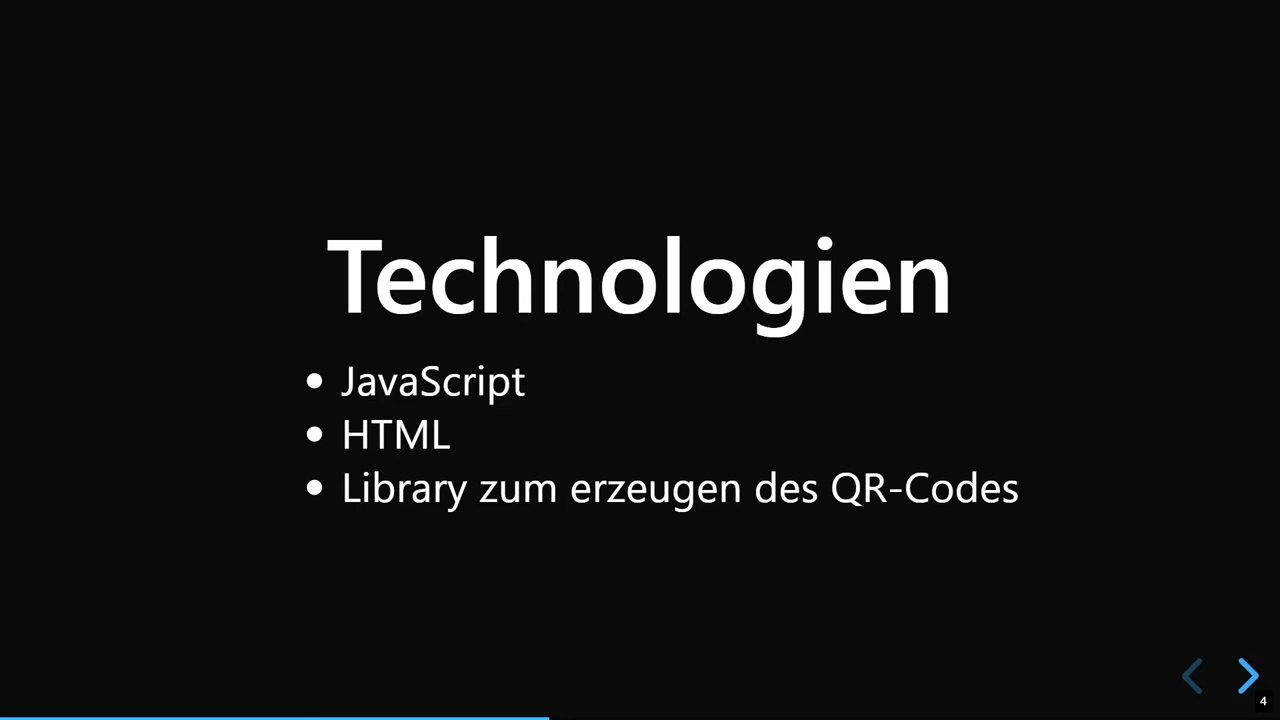 Technologien
• JavaScript
• HTML
• Library zum erzeugen des QR-Codes
4